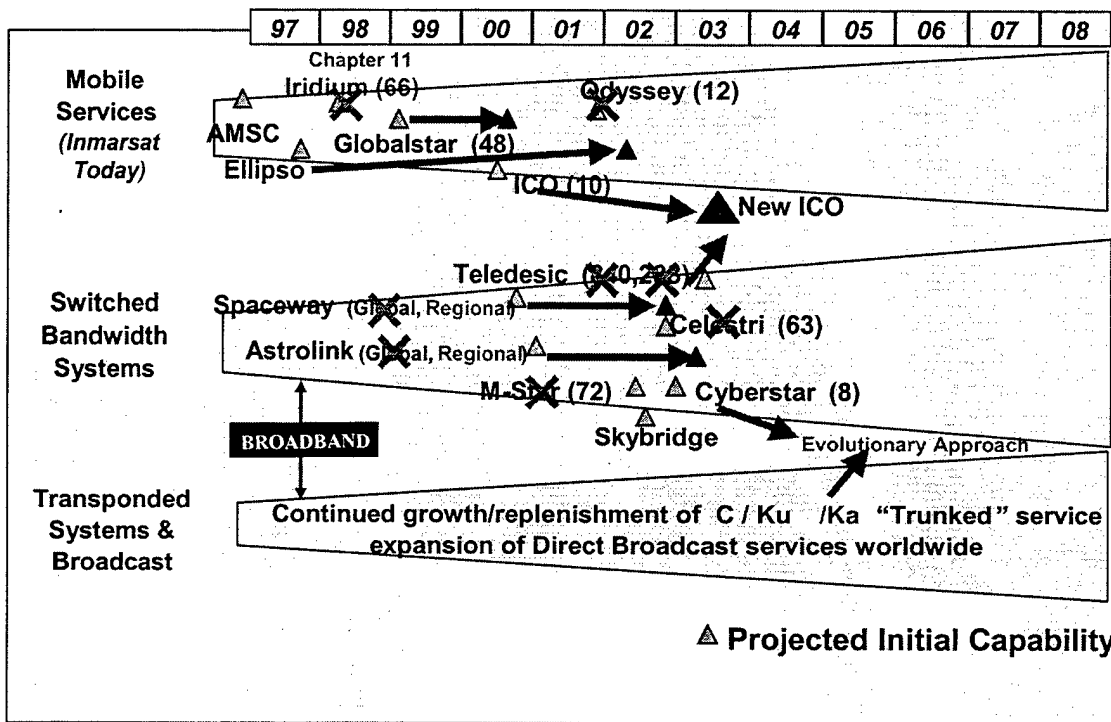 97 98 99 00 01 02 03 04 05 06 07 08
Mobile
Services
(Inmarsat
Today)
Chapter 11
Iridium (66)
Odyssey (12)
AMSC
Globalstar (48)
Ellipso
ICO (10)
New ICO
Switched
Bandwidth
Systems
Teledesic
Spaceway (Global, Regional)
Celestri (63)
Astrolink (Global, Regional)
M-Star (72)
Cyberstar (8)
Skybridge
Evolutionary Approach
BROADBAND
Transponded
Systems &
Broadcast
Continued growth/replenishment of C / Ku /Ka “Trunked” service
expansion of Direct Broadcast services worldwide
Projected Initial Capability